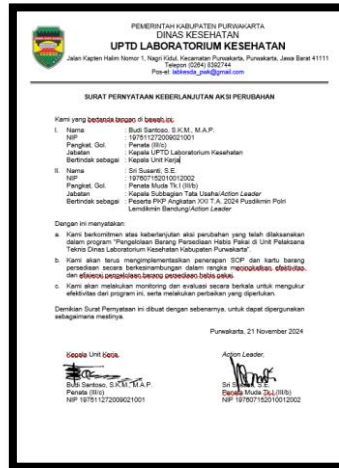 PEMERINTAH KABUPATEN PURWAKARTA
DINAS KESEHATAN
UPTD LABORATORIUM KESEHATAN
Jalan Kapten Halim Nomor 1, Nagri Kidul, Kecamatan Purwakarta, Purwakarta, Jawa Barat 41111
Telepon (0264) 8392744
Pos-el: labkesda_pwk@gmail.com
SURAT PERNYATAAN KEBERLANJUTAN AKSI PERUBAHAN
Kami yang bertanda tangan di bawah ini:
I. Nama : Budi Santoso, S.K.M., M.A.P.
NIP : 197511272009021001
Pangkat, Gol. : Penata (III/c)
Jabatan : Kepala UPTD Laboratorium Kesehatan
Bertindak sebagai : Kepala Unit Kerja
II. Nama : Sri Susanti, S.E.
NIP : 197607152010012002
Pangkat, Gol. : Penata Muda Tk.I (III/b)
Jabatan : Kepala Subbagian Tata Usaha/Action Leader
Bertindak sebagai : Peserta PKP Angkatan XXI T.A. 2024 Pusdikmin Polri
Lemdikmin Bandung/Action Leader
Dengan ini menyatakan:
a. Kami berkomitmen atas keberlanjutan aksi perubahan yang telah dilaksanakan
dalam program "Pengelolaan Barang Persediaan Habis Pakai di Unit Pelaksana
Teknis Dinas Laboratorium Kesehatan Kabupaten Purwakarta".
b. Kami akan terus mengimplementasikan penerapan SOP dan kartu barang
persediaan secara berkesinambungan dalam rangka meningkatkan efektivitas
dan efisiensi pengelolaan barang persediaan habis pakai.
c. Kami akan melakukan monitoring dan evaluasi secara berkala untuk mengukur
efektivitas dari program ini, serta melakukan perbaikan yang diperlukan.
Demikian Surat Pernyataan ini dibuat dengan sebenarnya, untuk dapat dipergunakan
sebagaimana mestinya.
Purwakarta, 21 November 2024
Kepala Unit Kerja, Action Leader,
Budi Santoso, S.K.M., M.A.P. Sri Susanti, S.E.
Penata (III/c) Penata Muda Tk.I (III/b)
NIP 197511272009021001 NIP 197607152010012002